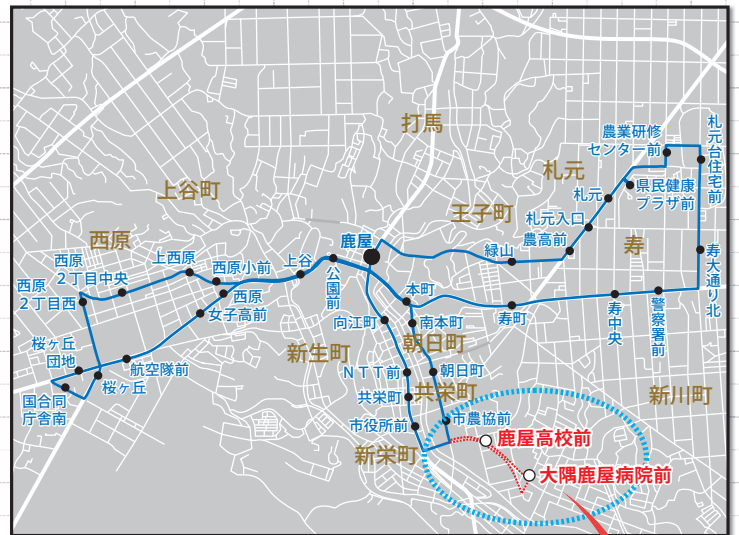 打馬
農業研修
センター前
札元台住宅前
札元
県民健康
プラザ前
札元
上谷町
王子町
札元入口
農高前
寿
西原
鹿屋
緑山
寿大通り北
西原
2丁目中央
上西原
西原小前
上谷
公園前
西原
2丁目西
西原
女子高前
本町
寿町
寿中央
警察署前
向江町
南本町
朝日町
新生町
桜ヶ丘
団地
航空隊前
桜ヶ丘
NTT前
朝日町
共栄町
共栄町
新川町
国合同
庁舎南
市役所前
市農協前
新栄町
鹿屋高校前
大隅鹿屋病院前